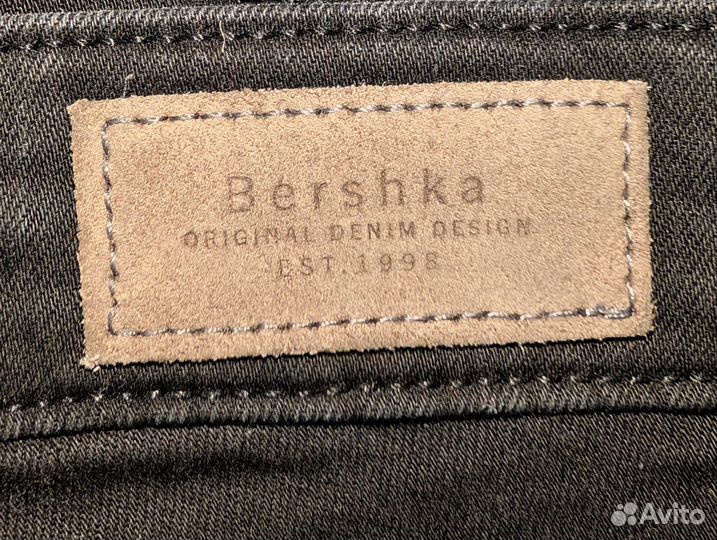 Bershka
ORIGINAL DENIM DESIGN
EST.1998
Avito